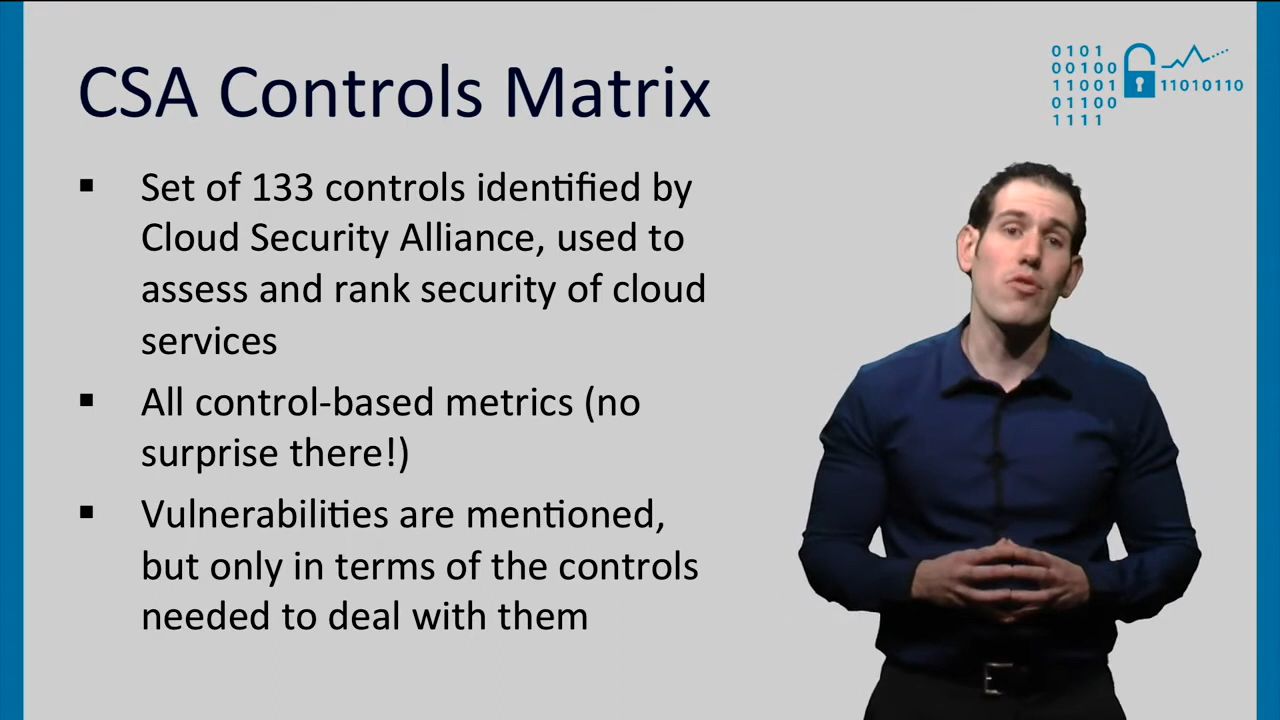 CSA Controls Matrix
0101
00100
11001
01100
1111
11010110
▪ Set of 133 controls identified by
Cloud Security Alliance, used to
assess and rank security of cloud
services
▪ All control-based metrics (no
surprise there!)
▪ Vulnerabilities are mentioned,
but only in terms of the controls
needed to deal with them